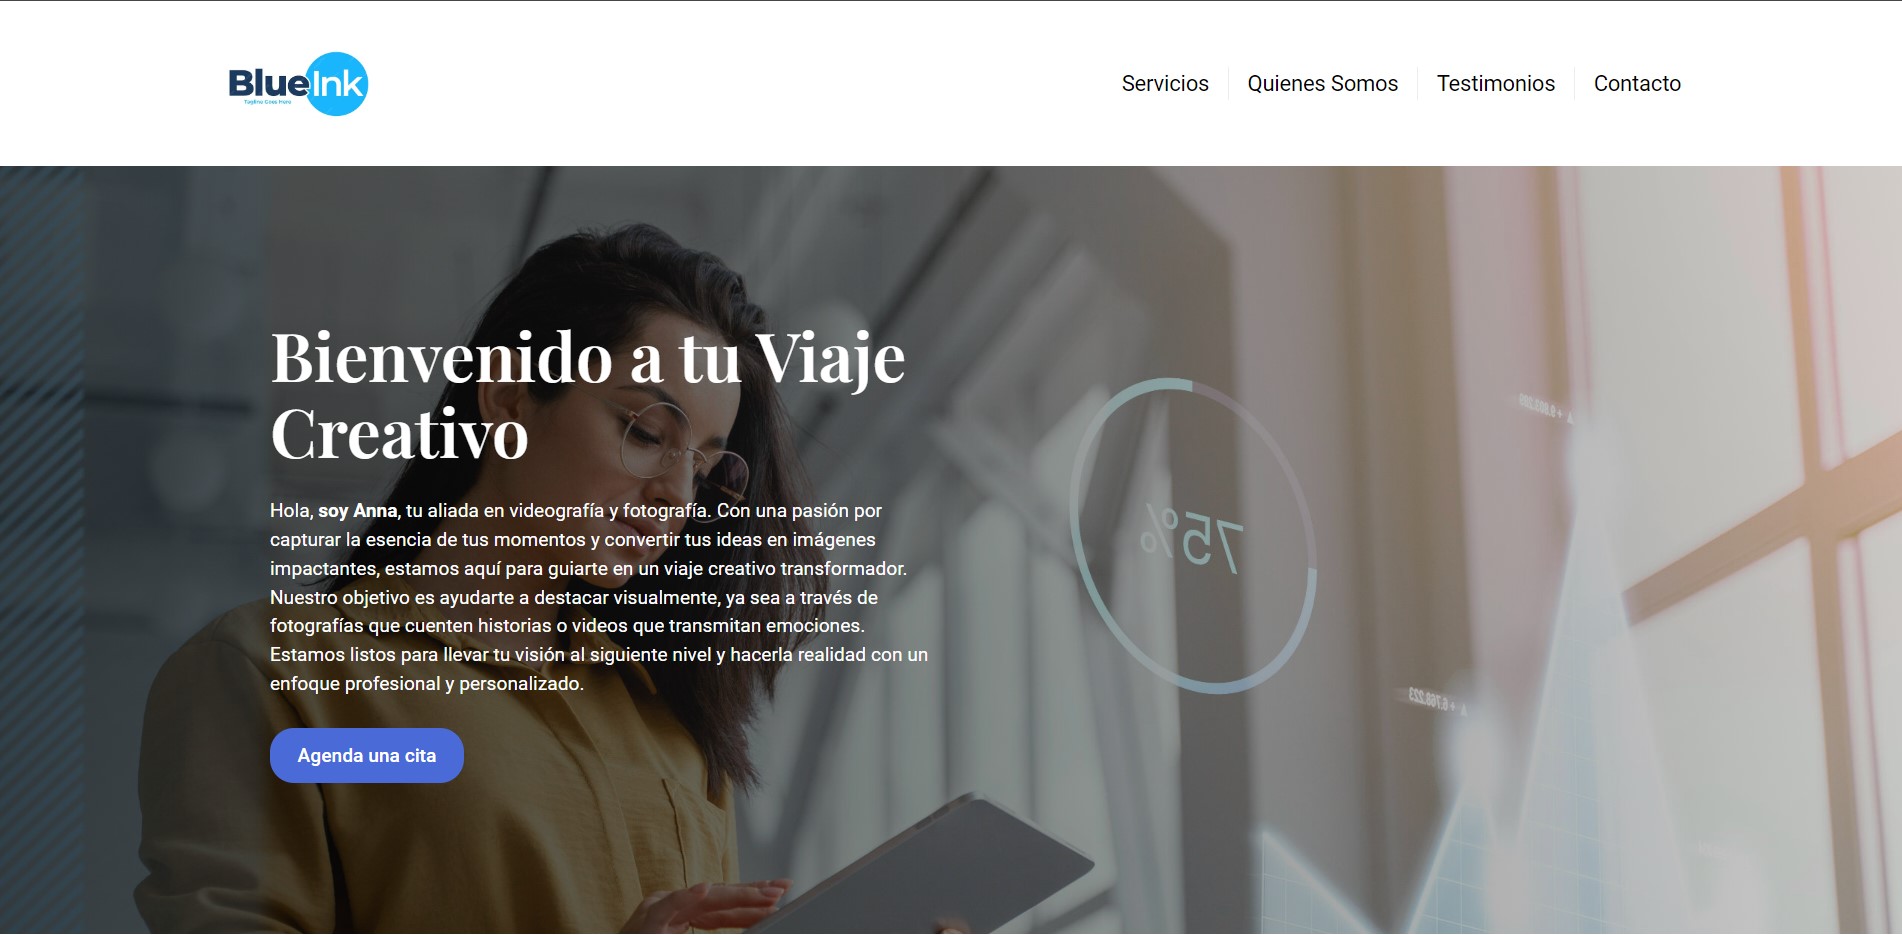 BlueInk
Tagline Goes Here
Servicios
Quienes Somos
Testimonios
Contacto
Bienvenido a tu Viaje
Creativo
Hola, soy Anna, tu aliada en videografía y fotografía. Con una pasión por
capturar la esencia de tus momentos y convertir tus ideas en imágenes
impactantes, estamos aquí para guiarte en un viaje creativo transformador.
Nuestro objetivo es ayudarte a destacar visualmente, ya sea a través de
fotografías que cuenten historias o videos que transmitan emociones.
Estamos listos para llevar tu visión al siguiente nivel y hacerla realidad con un
enfoque profesional y personalizado.
Agenda una cita
75%